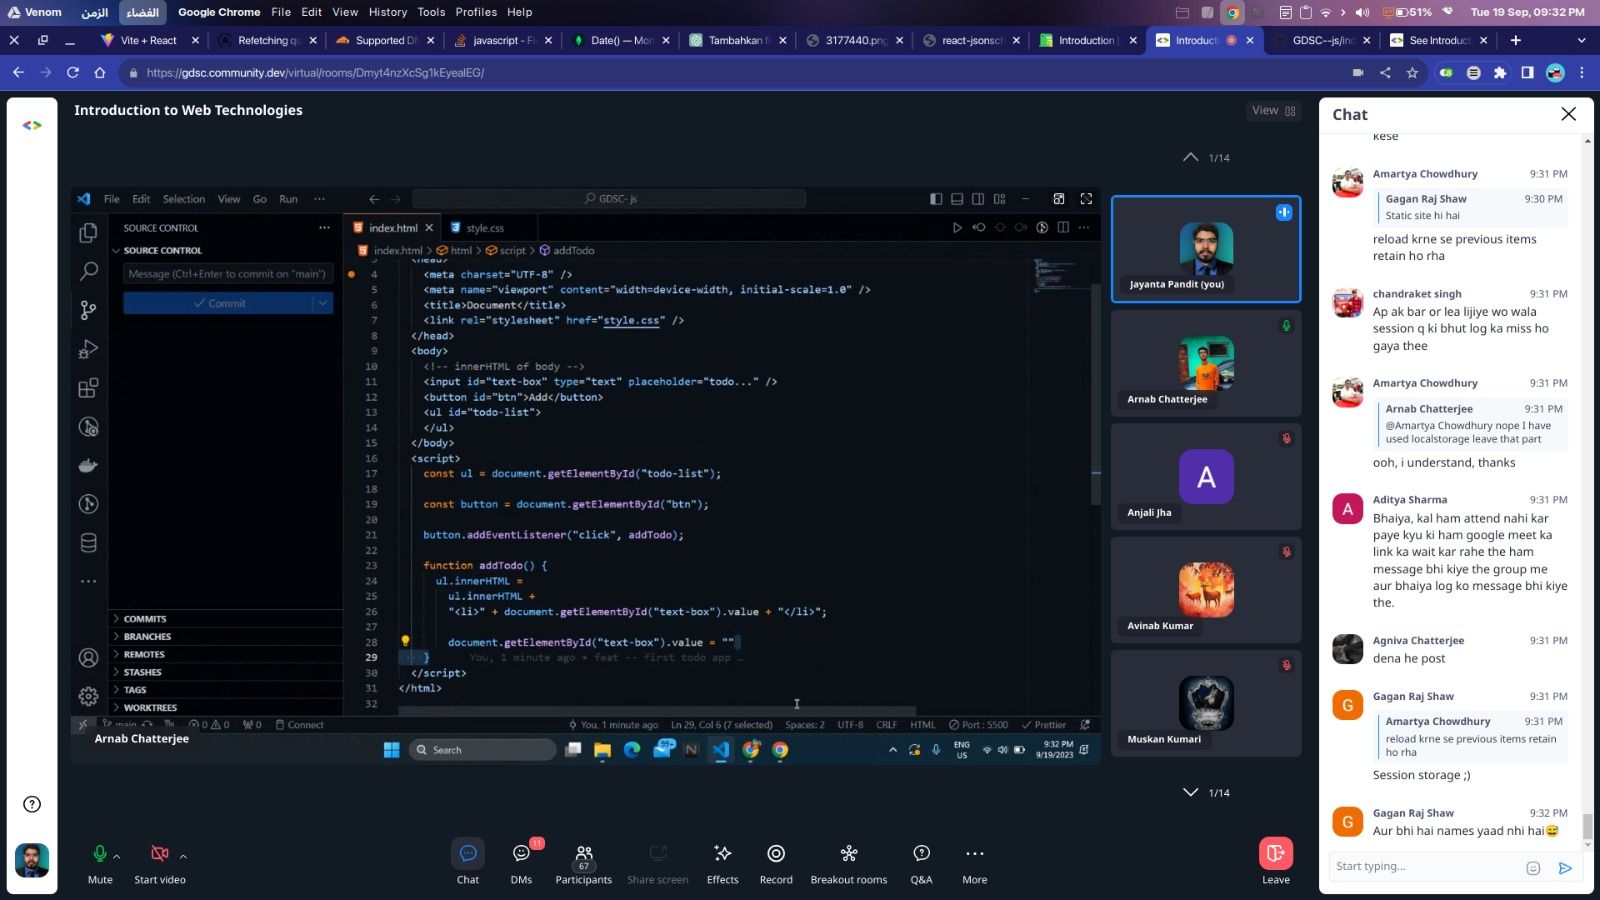 Venom الزمن الفضاء Google Chrome File Edit View History Tools Profiles Help 51% Tue 19 Sep, 09:32 PM
Vite + React Refetching qu Supported D javascript - Fi Date() — Mon Tambahkan f 3177440.png react-jsonsch Introduction Introduct GDSC--js/ind See Introduct
https://gdsc.community.dev/virtual/rooms/Dmyt4nzXcSg1kEyealEG/
Introduction to Web Technologies
View
1/14
File Edit Selection View Go Run ··· GDSC- js
SOURCE CONTROL ···
SOURCE CONTROL
Message (Ctrl+Enter to commit on "main")
Commit
COMMITS
BRANCHES
REMOTES
STASHES
TAGS
WORKTREES
index.html style.css
index.html > html > script > addTodo
3 <head>
4 <meta charset="UTF-8" />
5 <meta name="viewport" content="width=device-width, initial-scale=1.0" />
6 <title>Document</title>
7 <link rel="stylesheet" href="style.css" />
8 </head>
9 <body>
10 <!-- innerHTML of body -->
11 <input id="text-box" type="text" placeholder="todo..." />
12 <button id="btn">Add</button>
13 <ul id="todo-list">
14 </ul>
15 </body>
16 <script>
17 const ul = document.getElementById("todo-list");
18
19 const button = document.getElementById("btn");
20
21 button.addEventListener("click", addTodo);
22
23 function addTodo() {
24 ul.innerHTML =
25 ul.innerHTML +
26 "<li>" + document.getElementById("text-box").value + "</li>";
27
28 document.getElementById("text-box").value = ""
29 } You, 1 minute ago • feat -- first todo app …
30 </script>
31 </html>
32
main 0 0 0 Connect You, 1 minute ago Ln 29, Col 6 (7 selected) Spaces: 2 UTF-8 CRLF HTML Port : 5500 Prettier
Arnab Chatterjee
Search 99+ ENG US 9:32 PM 9/19/2023
Jayanta Pandit (you)
Arnab Chatterjee
A
Anjali Jha
Avinab Kumar
Muskan Kumari
1/14
Mute Start video Chat DMs 11 Participants 67 Share screen Effects Record Breakout rooms Q&A More Leave
Chat
kese
Amartya Chowdhury 9:31 PM
Gagan Raj Shaw 9:30 PM
Static site hi hai
reload krne se previous items
retain ho rha
chandraket singh 9:31 PM
Ap ak bar or lea lijiye wo wala
session q ki bhut log ka miss ho
gaya thee
Amartya Chowdhury 9:31 PM
Arnab Chatterjee 9:31 PM
@Amartya Chowdhury nope I have
used localstorage leave that part
ooh, i understand, thanks
A
Aditya Sharma 9:31 PM
Bhaiya, kal ham attend nahi kar
paye kyu ki ham google meet ka
link ka wait kar rahe the ham
message bhi kiye the group me
aur bhaiya log ko message bhi kiye
the.
Agniva Chatterjee 9:31 PM
dena he post
G
Gagan Raj Shaw 9:31 PM
Amartya Chowdhury 9:31 PM
reload krne se previous items retain
ho rha
Session storage ;)
G
Gagan Raj Shaw 9:32 PM
Aur bhi hai names yaad nhi hai😅
Start typing...